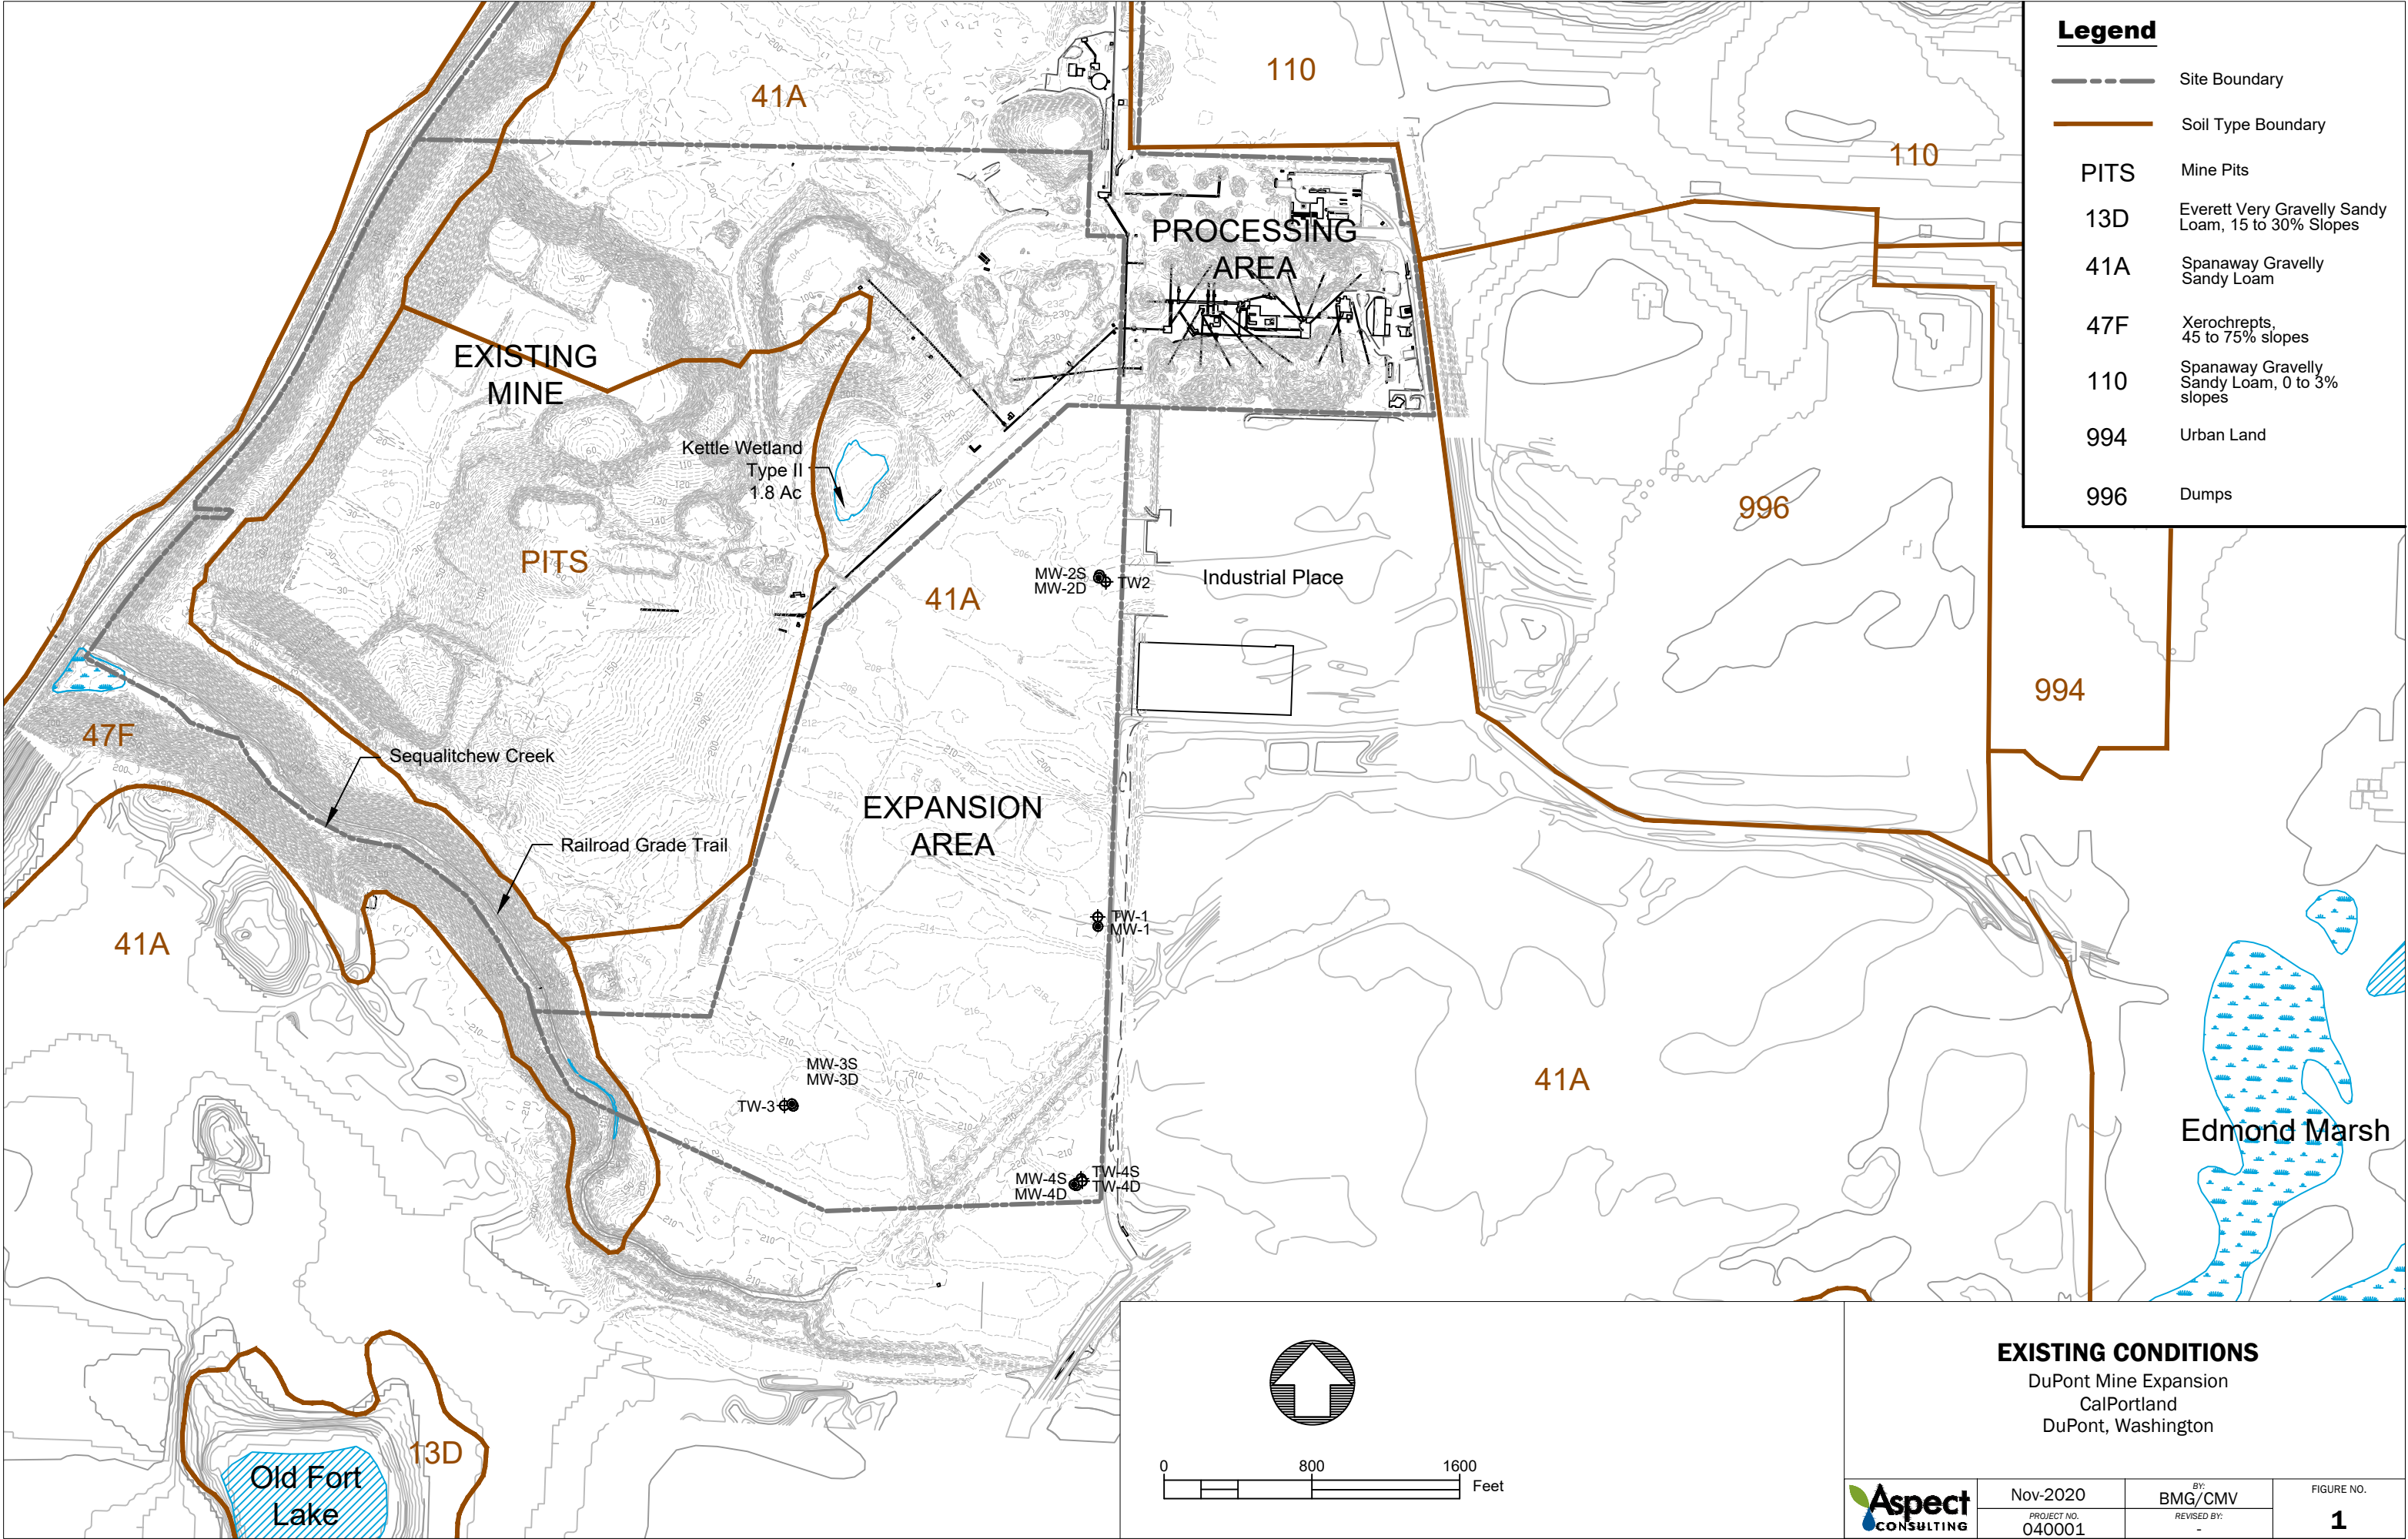 Legend
Site Boundary
Soil Type Boundary
PITS
Mine Pits
13D
Everett Very Gravelly Sandy
Loam, 15 to 30% Slopes
41A
Spanaway Gravelly
Sandy Loam
47F
Xerochrepts,
45 to 75% slopes
110
Spanaway Gravelly
Sandy Loam, 0 to 3%
slopes
994
Urban Land
996
Dumps
41A
110
110
PROCESSING
AREA
EXISTING
MINE
Kettle Wetland
Type II
1.8 Ac
PITS
41A
MW-2S
MW-2D
TW2
Industrial Place
996
994
47F
Sequalitchew Creek
Railroad Grade Trail
EXPANSION
AREA
TW-1
MW-1
41A
MW-3S
MW-3D
TW-3
41A
Edmond Marsh
MW-4S
MW-4D
TW-4S
TW-4D
13D
Old Fort
Lake
0
800
1600
Feet
EXISTING CONDITIONS
DuPont Mine Expansion
CalPortland
DuPont, Washington
Aspect
CONSULTING
Nov-2020
PROJECT NO.
040001
BY:
BMG/CMV
REVISED BY:
-
FIGURE NO.
1